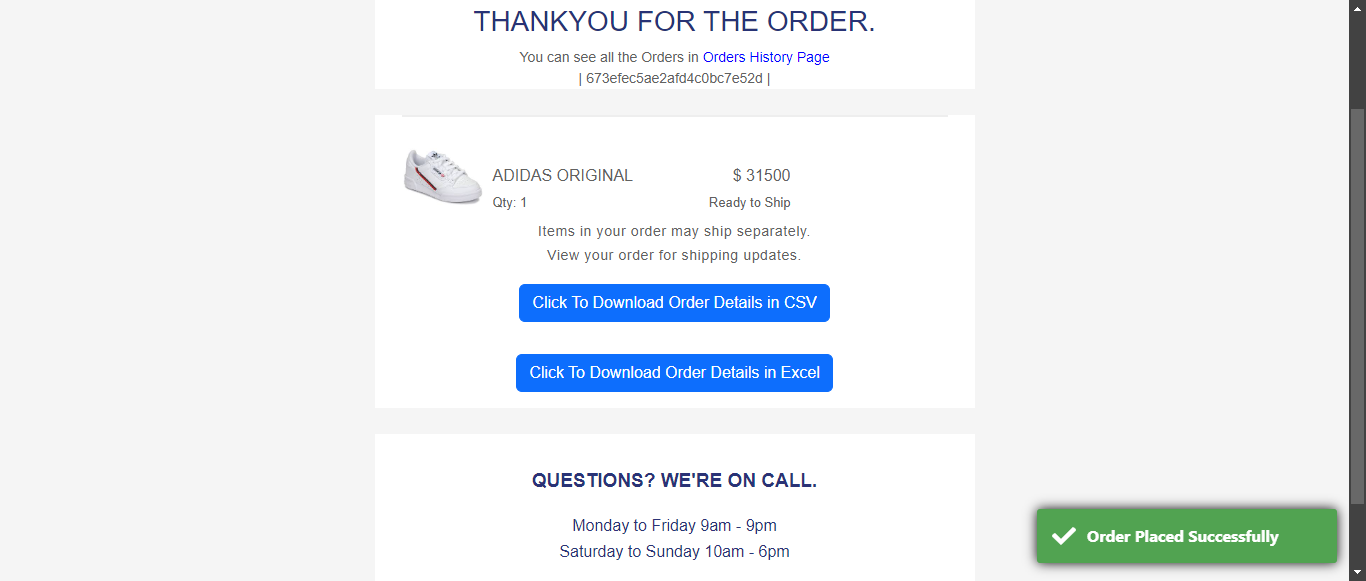 THANKYOU FOR THE ORDER.
You can see all the Orders in Orders History Page
| 673efec5ae2afd4c0bc7e52d |
ADIDAS ORIGINAL $ 31500
Qty: 1 Ready to Ship
Items in your order may ship separately.
View your order for shipping updates.
Click To Download Order Details in CSV
Click To Download Order Details in Excel
QUESTIONS? WE'RE ON CALL.
Monday to Friday 9am - 9pm
Saturday to Sunday 10am - 6pm
Order Placed Successfully